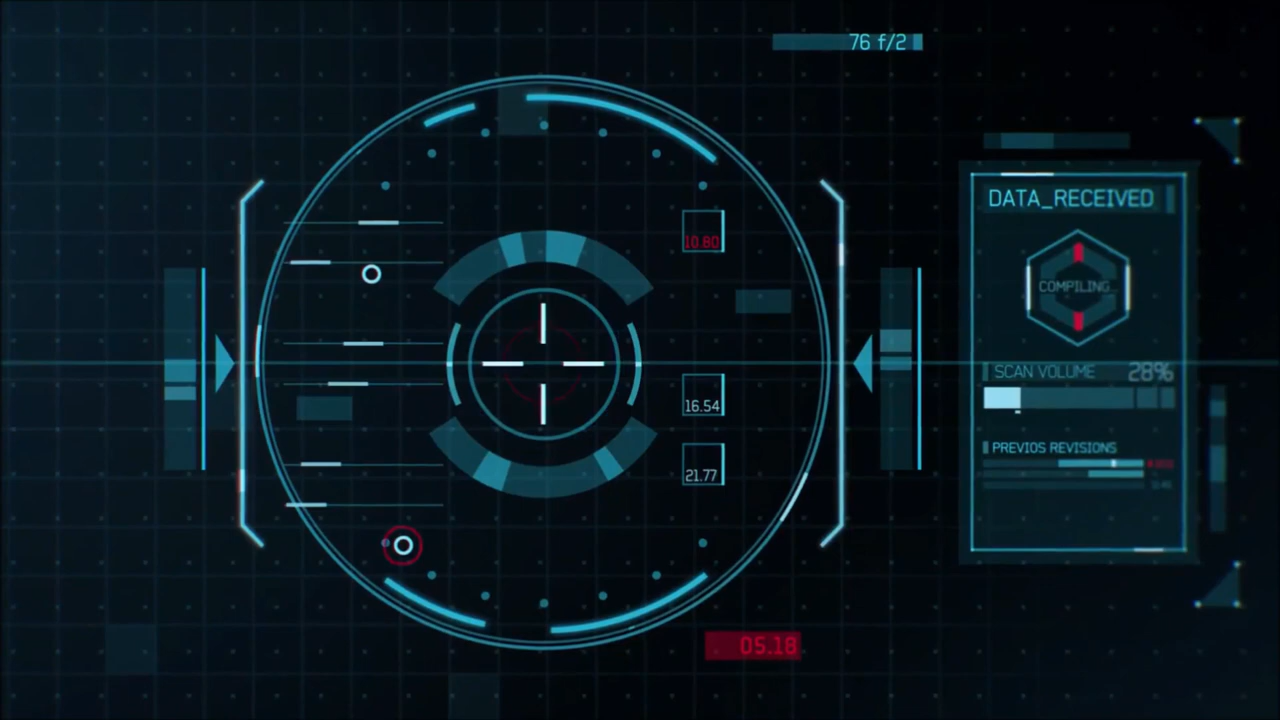 76 f/2
DATA_RECEIVED
10.80
COMPILING
SCAN VOLUME 28%
16.54
PREVIOS REVISIONS
21.77
05.18